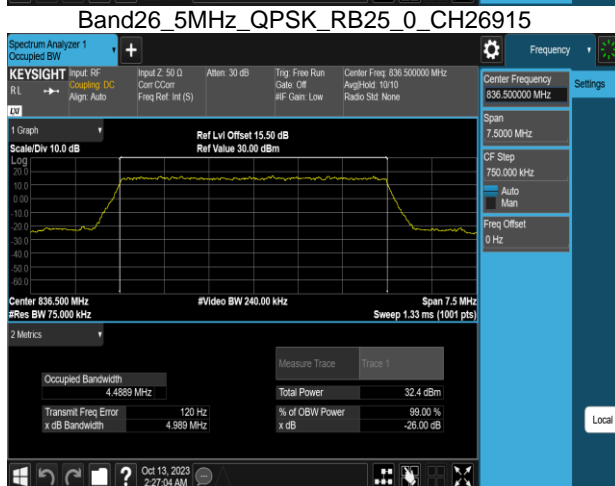 Band26_5MHz_QPSK_RB25_0_CH26915
Spectrum Analyzer 1
Occupied BW
+
Frequency
KEYSIGHT
RL
LXI
Input: RF
Coupling: DC
Align: Auto
Input Z: 50 Ω
Corr CCorr
Freq Ref: Int (S)
Atten: 30 dB
Trig: Free Run
Gate: Off
#IF Gain: Low
Center Freq: 836.500000 MHz
Avg|Hold: 10/10
Radio Std: None
Center Frequency
836.500000 MHz
Settings
Span
7.5000 MHz
CF Step
750.000 kHz
Auto
Man
Freq Offset
0 Hz
Local
1 Graph
Scale/Div 10.0 dB
Ref Lvl Offset 15.50 dB
Ref Value 30.00 dBm
Log
20.0
10.0
0.00
-10.0
-20.0
-30.0
-40.0
-50.0
-60.0
Center 836.500 MHz
#Res BW 75.000 kHz
#Video BW 240.00 kHz
Span 7.5 MHz
Sweep 1.33 ms (1001 pts)
2 Metrics
Measure Trace
Trace 1
Occupied Bandwidth
4.4889 MHz
Total Power
32.4 dBm
Transmit Freq Error
120 Hz
% of OBW Power
99.00 %
x dB Bandwidth
4.989 MHz
x dB
-26.00 dB
?
Oct 13, 2023
2:27:04 AM